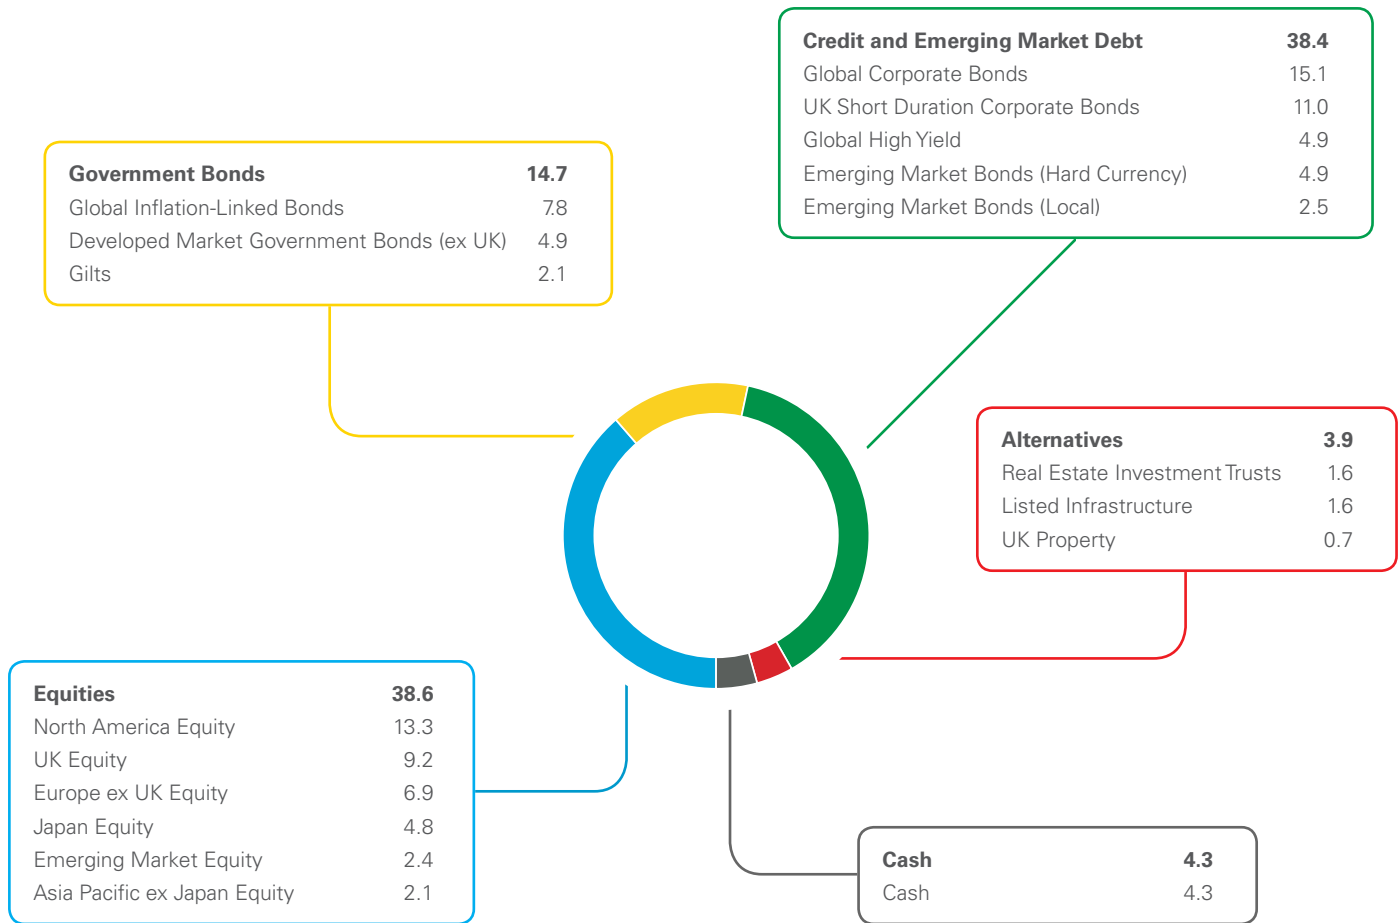 Credit and Emerging Market Debt 38.4
Global Corporate Bonds 15.1
UK Short Duration Corporate Bonds 11.0
Global High Yield 4.9
Emerging Market Bonds (Hard Currency) 4.9
Emerging Market Bonds (Local) 2.5
Government Bonds 14.7
Global Inflation-Linked Bonds 7.8
Developed Market Government Bonds (ex UK) 4.9
Gilts 2.1
Alternatives 3.9
Real Estate Investment Trusts 1.6
Listed Infrastructure 1.6
UK Property 0.7
Equities 38.6
North America Equity 13.3
UK Equity 9.2
Europe ex UK Equity 6.9
Japan Equity 4.8
Emerging Market Equity 2.4
Asia Pacific ex Japan Equity 2.1
Cash 4.3
Cash 4.3